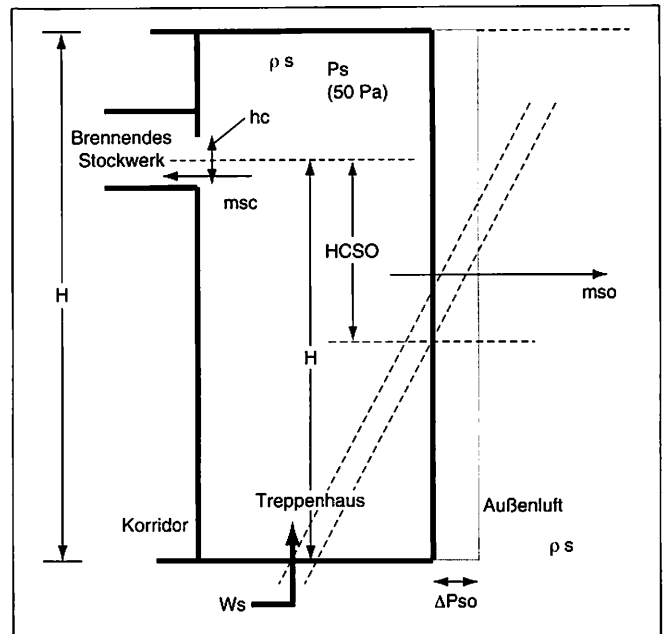 ρ s
Ps
(50 Pa)
hc
Brennendes
Stockwerk
msc
HCSO
mso
H
H
Treppenhaus
Korridor
Außenluft
ρ s
Ws
ΔPso